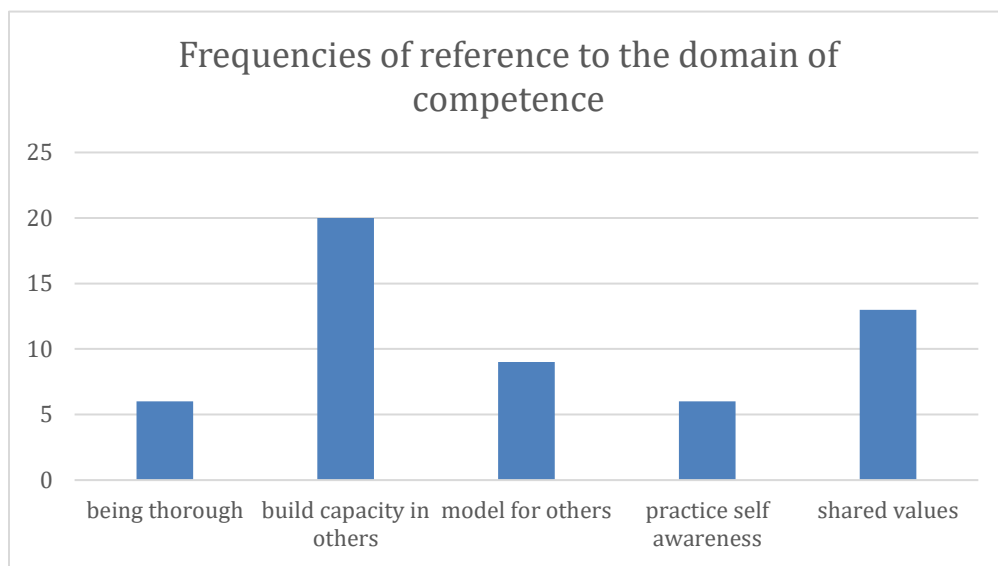 Frequencies of reference to the domain of
competence
25
20
15
10
5
0
being thorough
build capacity in
others
model for others
practice self
awareness
shared values